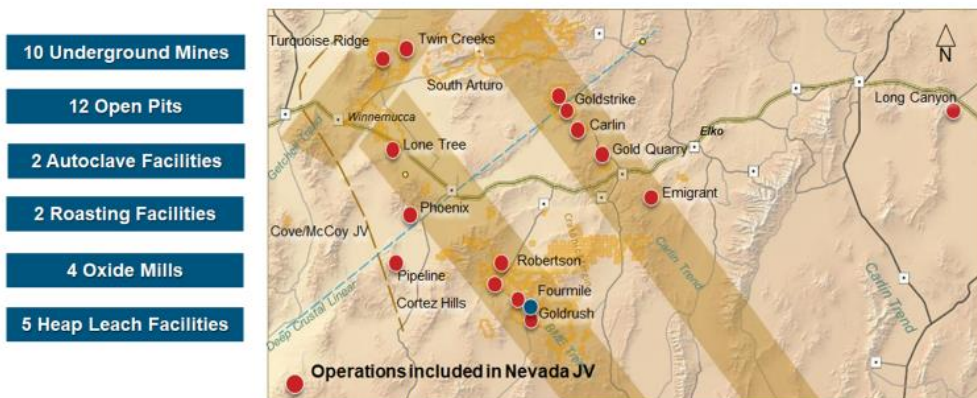 10 Underground Mines
12 Open Pits
2 Autoclave Facilities
2 Roasting Facilities
4 Oxide Mills
5 Heap Leach Facilities
Turquoise Ridge
Twin Creeks
N
South Arturo
Goldstrike
Long Canyon
Winnemucca
Carlin
Elko
Getchell Trend
Lone Tree
Gold Quarry
Emigrant
Phoenix
Cove/McCoy JV
Carlin Trend
Robertson
Pipeline
Carlin Trend
Fourmile
Cortez Hills
Goldrush
Deep Crustal Linear
Operations included in Nevada JV